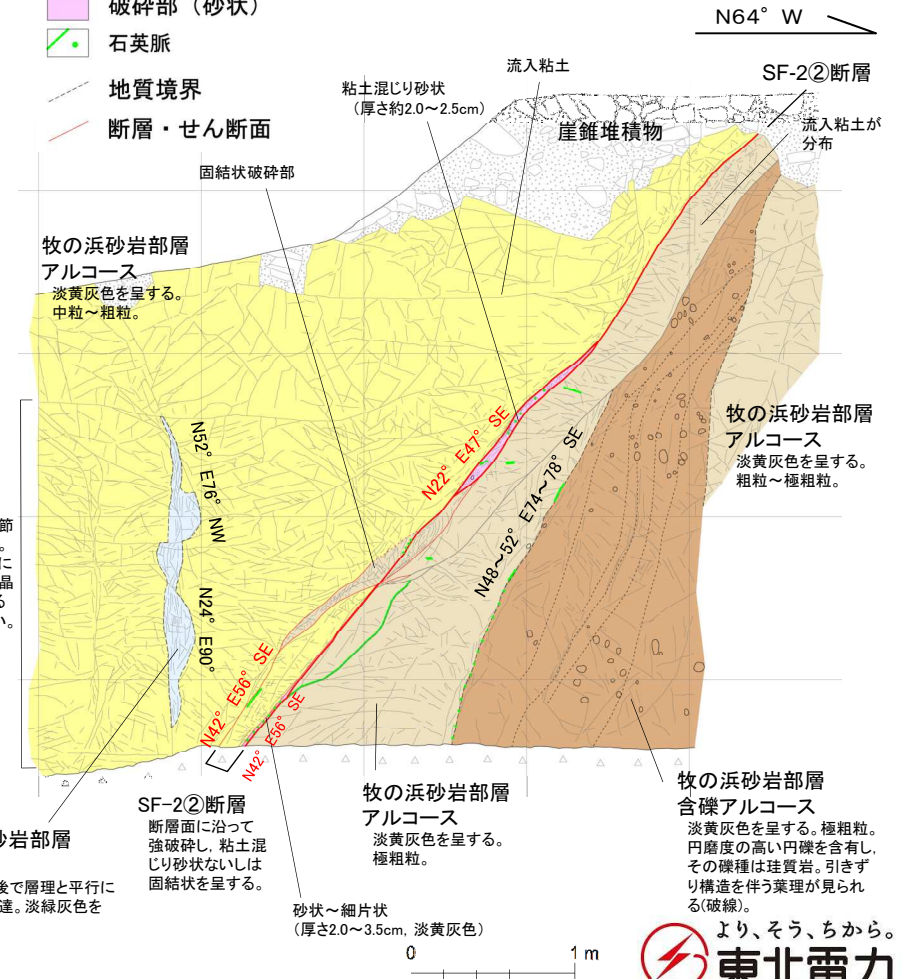 破砕部（砂状）
石英脈
地質境界
断層・せん断面
N64° W
流入粘土
SF-2②断層
粘土混じり砂状
（厚さ約2.0～2.5cm）
崖錐堆積物
流入粘土が
分布
固結状破砕部
牧の浜砂岩部層
アルコース
淡黄灰色を呈する。
中粒～粗粒。
N22° E47° SE
N52° E76° NW
N48～52° E74～78° SE
牧の浜砂岩部層
アルコース
淡黄灰色を呈する。
粗粒～極粗粒。
節
。
に
晶
る
い。
N24° E90°
N42° E56° SE
N42° E56° SE
砂岩部層
後で層理と平行に
達。淡緑灰色を
SF-2②断層
断層面に沿って
強破砕し，粘土混
じり砂状ないしは
固結状を呈する。
牧の浜砂岩部層
アルコース
淡黄灰色を呈する。
極粗粒。
牧の浜砂岩部層
含礫アルコース
淡黄灰色を呈する。極粗粒。
円磨度の高い円礫を含有し，
その礫種は珪質岩。引きず
り構造を伴う葉理が見られ
る(破線)。
砂状～細片状
（厚さ2.0～3.5cm, 淡黄灰色）
0 1 m
より、そう、ちから。
東北電力